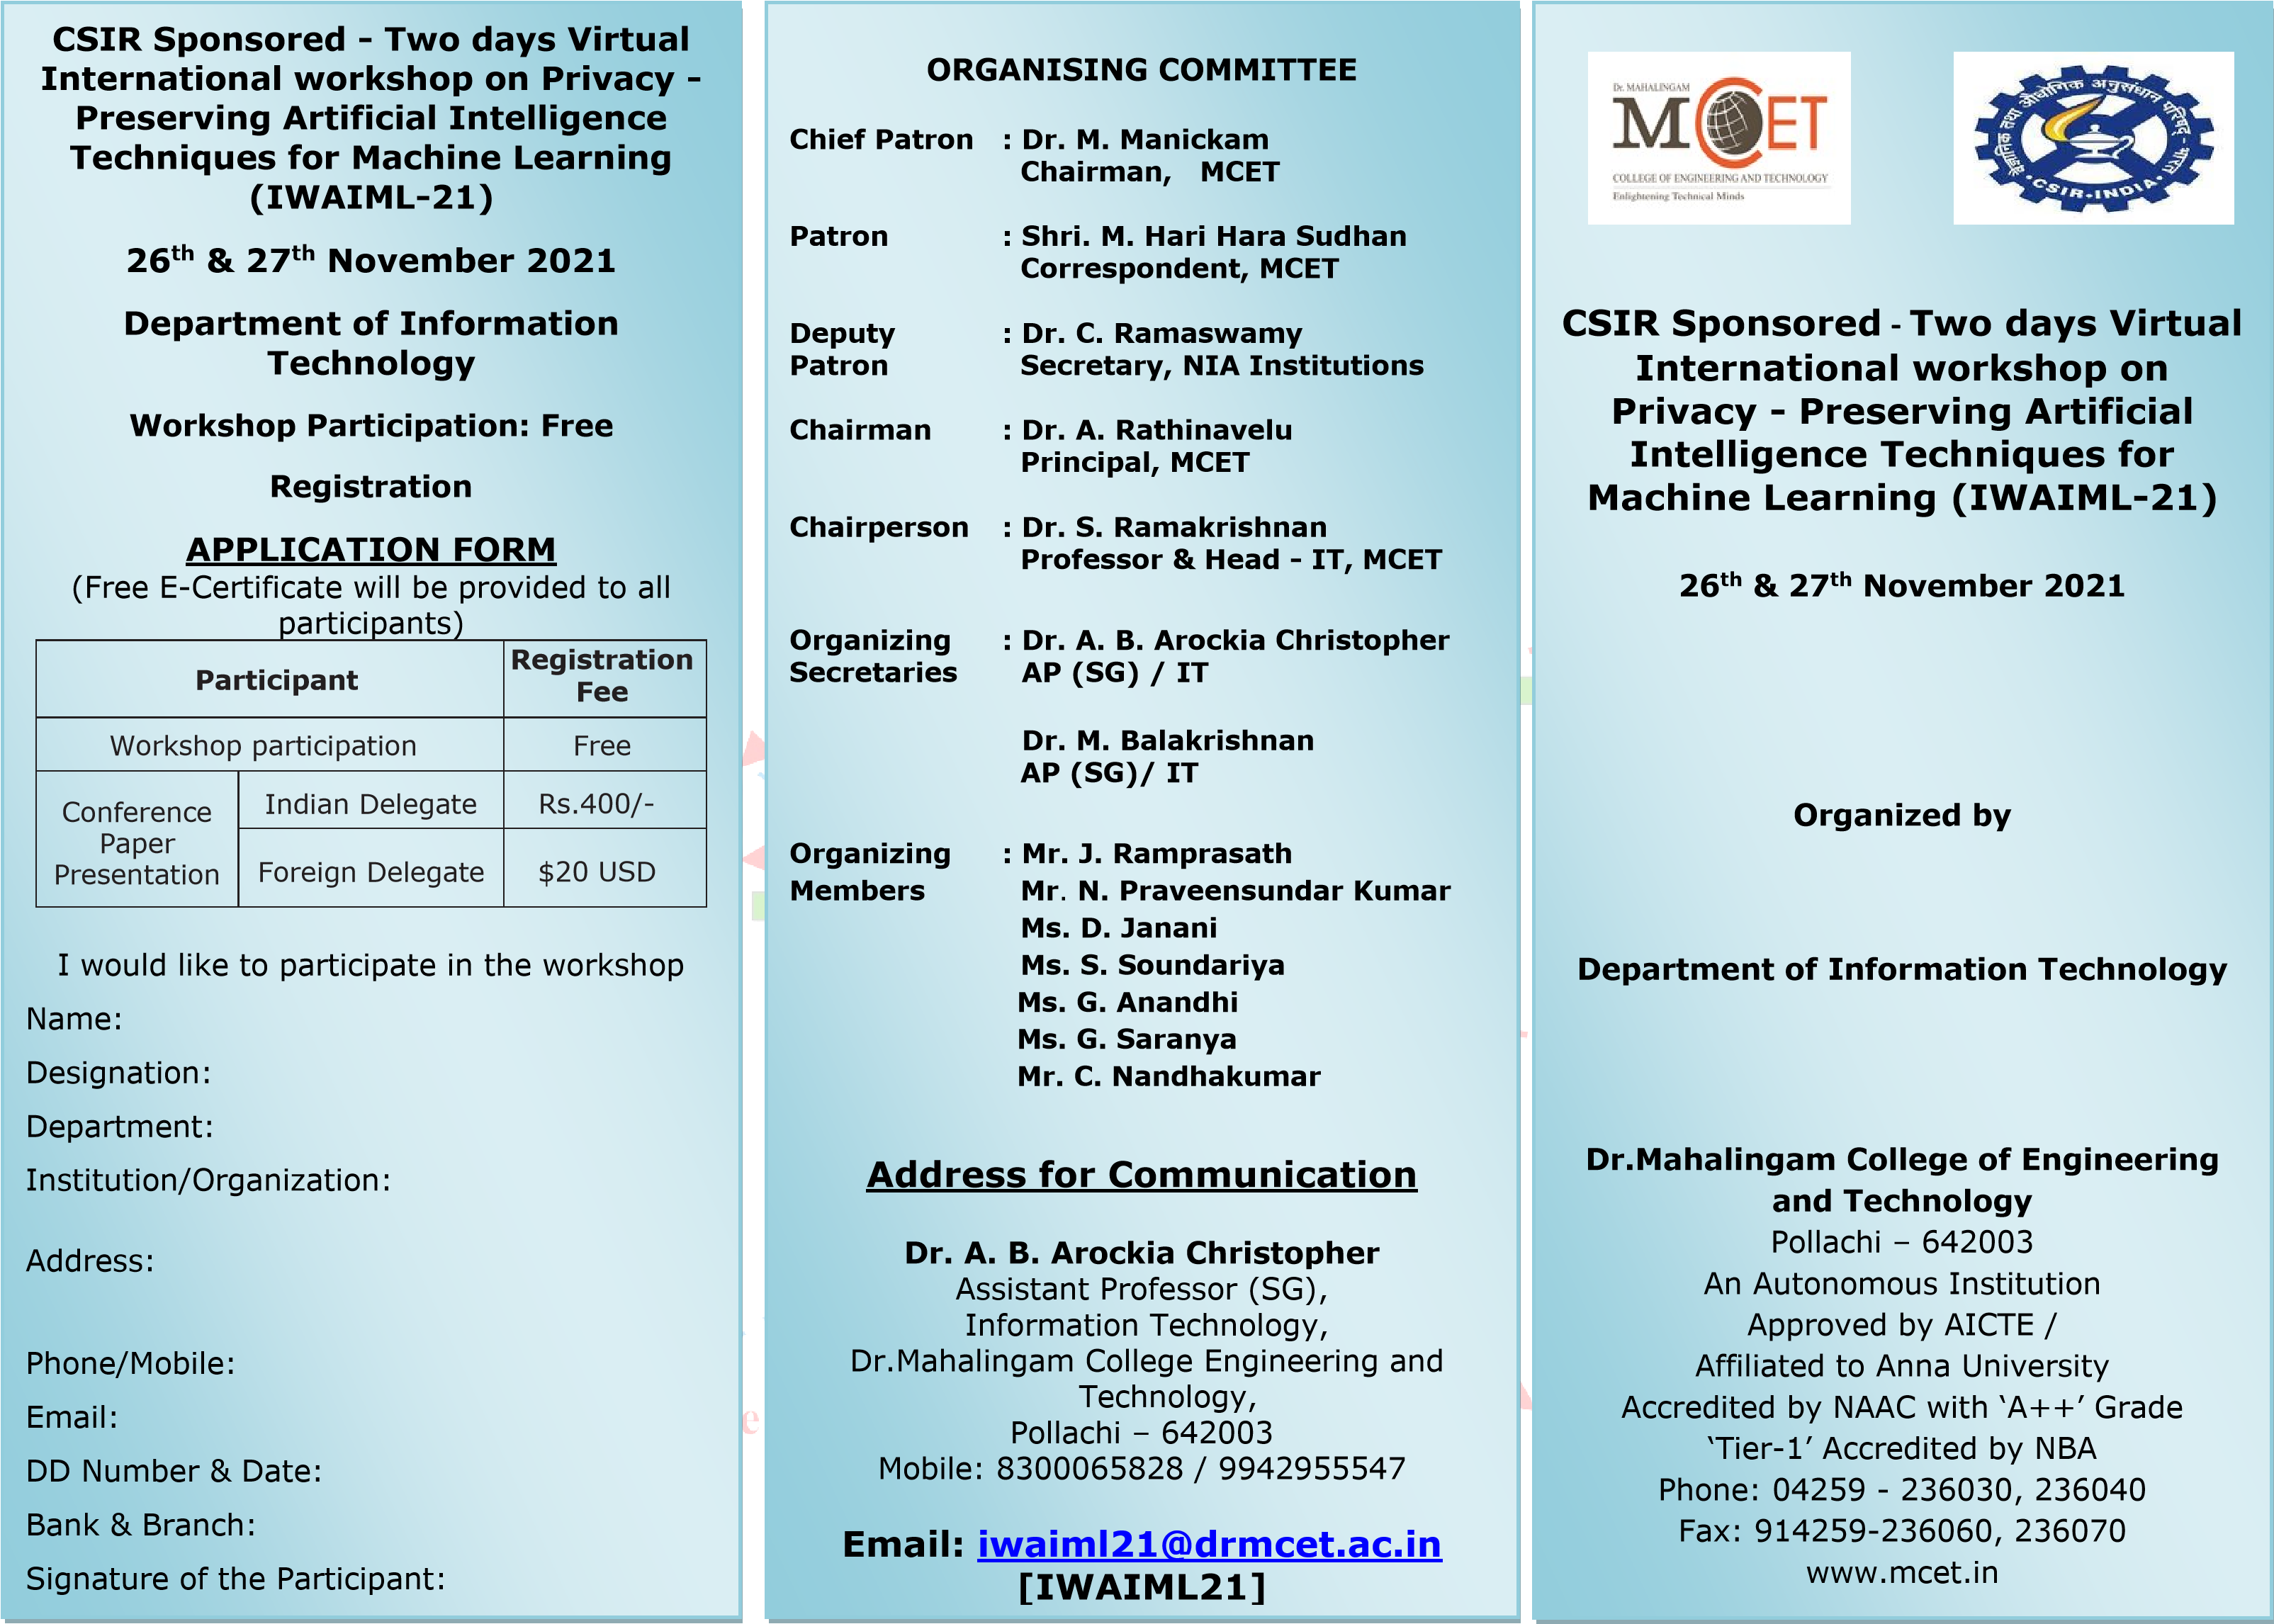 CSIR Sponsored - Two days Virtual
International workshop on Privacy -
Preserving Artificial Intelligence
Techniques for Machine Learning
(IWAIML-21)
26th & 27th November 2021
Department of Information
Technology
Workshop Participation: Free
Registration
APPLICATION FORM
(Free E-Certificate will be provided to all
participants)
Participant
Registration
Fee
Workshop participation
Free
Conference
Paper
Presentation
Indian Delegate
Rs.400/-
Foreign Delegate
$20 USD
I would like to participate in the workshop
Name:
Designation:
Department:
Institution/Organization:
Address:
Phone/Mobile:
Email:
DD Number & Date:
Bank & Branch:
Signature of the Participant:
ORGANISING COMMITTEE
Chief Patron : Dr. M. Manickam
Chairman, MCET
Patron : Shri. M. Hari Hara Sudhan
Correspondent, MCET
Deputy : Dr. C. Ramaswamy
Patron Secretary, NIA Institutions
Chairman : Dr. A. Rathinavelu
Principal, MCET
Chairperson : Dr. S. Ramakrishnan
Professor & Head - IT, MCET
Organizing : Dr. A. B. Arockia Christopher
Secretaries AP (SG) / IT
Dr. M. Balakrishnan
AP (SG)/ IT
Organizing : Mr. J. Ramprasath
Members Mr. N. Praveensundar Kumar
Ms. D. Janani
Ms. S. Soundariya
Ms. G. Anandhi
Ms. G. Saranya
Mr. C. Nandhakumar
Address for Communication
Dr. A. B. Arockia Christopher
Assistant Professor (SG),
Information Technology,
Dr.Mahalingam College Engineering and
Technology,
Pollachi – 642003
Mobile: 8300065828 / 9942955547
Email: iwaiml21@drmcet.ac.in
[IWAIML21]
Dr. MAHALINGAM
MCET
COLLEGE OF ENGINEERING AND TECHNOLOGY
Enlightening Technical Minds
वैज्ञानिक तथा औद्योगिक अनुसंधान परिषद् - भारत
CSIR•INDIA
CSIR Sponsored - Two days Virtual
International workshop on
Privacy - Preserving Artificial
Intelligence Techniques for
Machine Learning (IWAIML-21)
26th & 27th November 2021
Organized by
Department of Information Technology
Dr.Mahalingam College of Engineering
and Technology
Pollachi – 642003
An Autonomous Institution
Approved by AICTE /
Affiliated to Anna University
Accredited by NAAC with ‘A++’ Grade
‘Tier-1’ Accredited by NBA
Phone: 04259 - 236030, 236040
Fax: 914259-236060, 236070
www.mcet.in